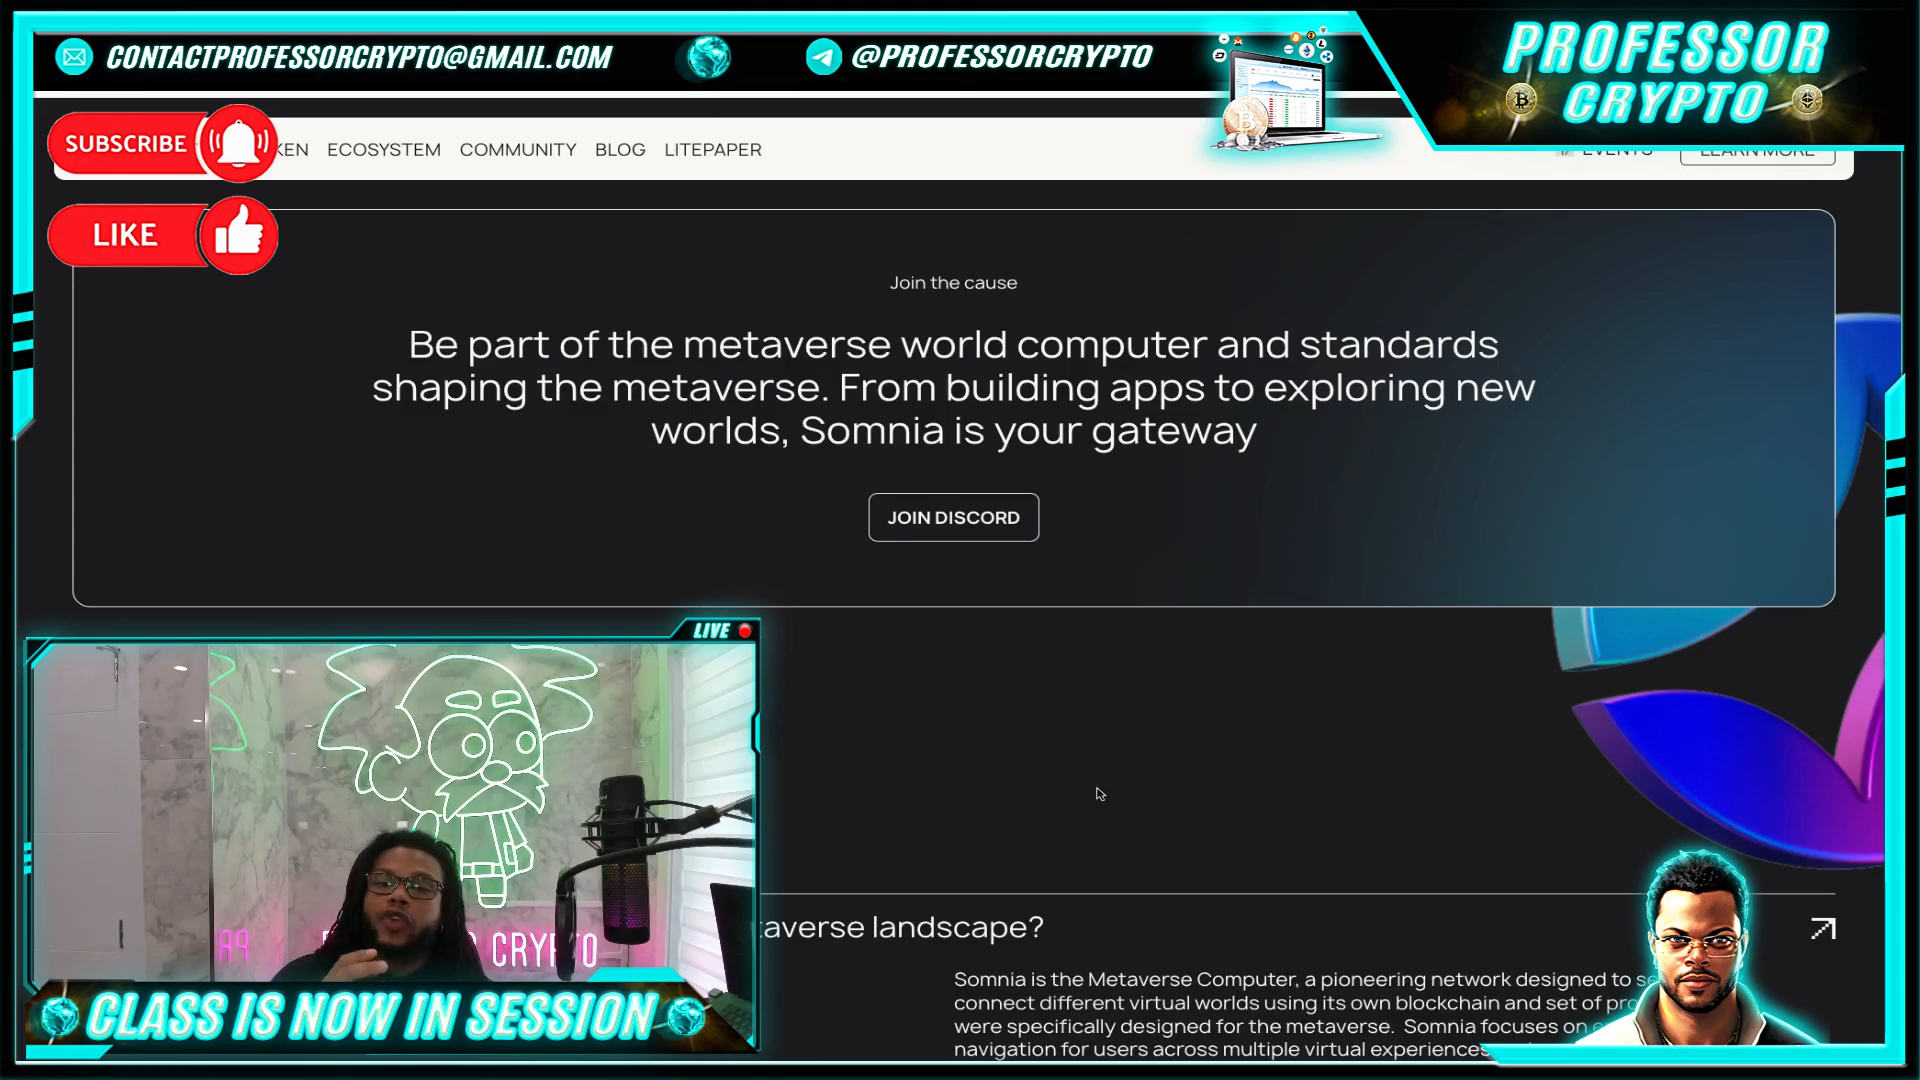 CONTACTPROFESSORCRYPTO@GMAIL.COM
@PROFESSORCRYPTO
PROFESSOR
CRYPTO
SUBSCRIBE
ECOSYSTEM
COMMUNITY
BLOG
LITEPAPER
EVENTS
LEARN MORE
LIKE
Join the cause
Be part of the metaverse world computer and standards
shaping the metaverse. From building apps to exploring new
worlds, Somnia is your gateway
JOIN DISCORD
LIVE
CRYPTO
landscape?
Somnia is the Metaverse Computer, a pioneering network designed to
connect different virtual worlds using its own blockchain and set of
were specifically designed for the metaverse. Somnia focuses on
navigation for users across multiple virtual experiences
CLASS IS NOW IN SESSION